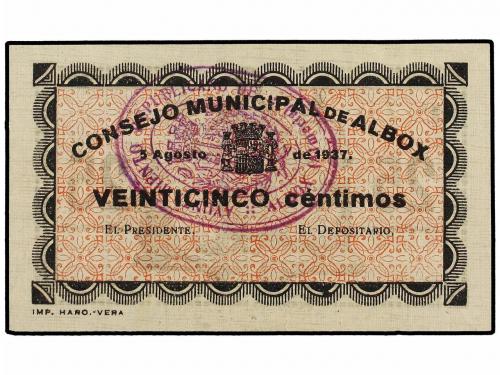 CONSEJO MUNICIPAL DE ALBOX
5 Agosto de 1937.
VEINTICINCO céntimos
EL PRESIDENTE. EL DEPOSITARIO.
IMP. HARO.-VERA